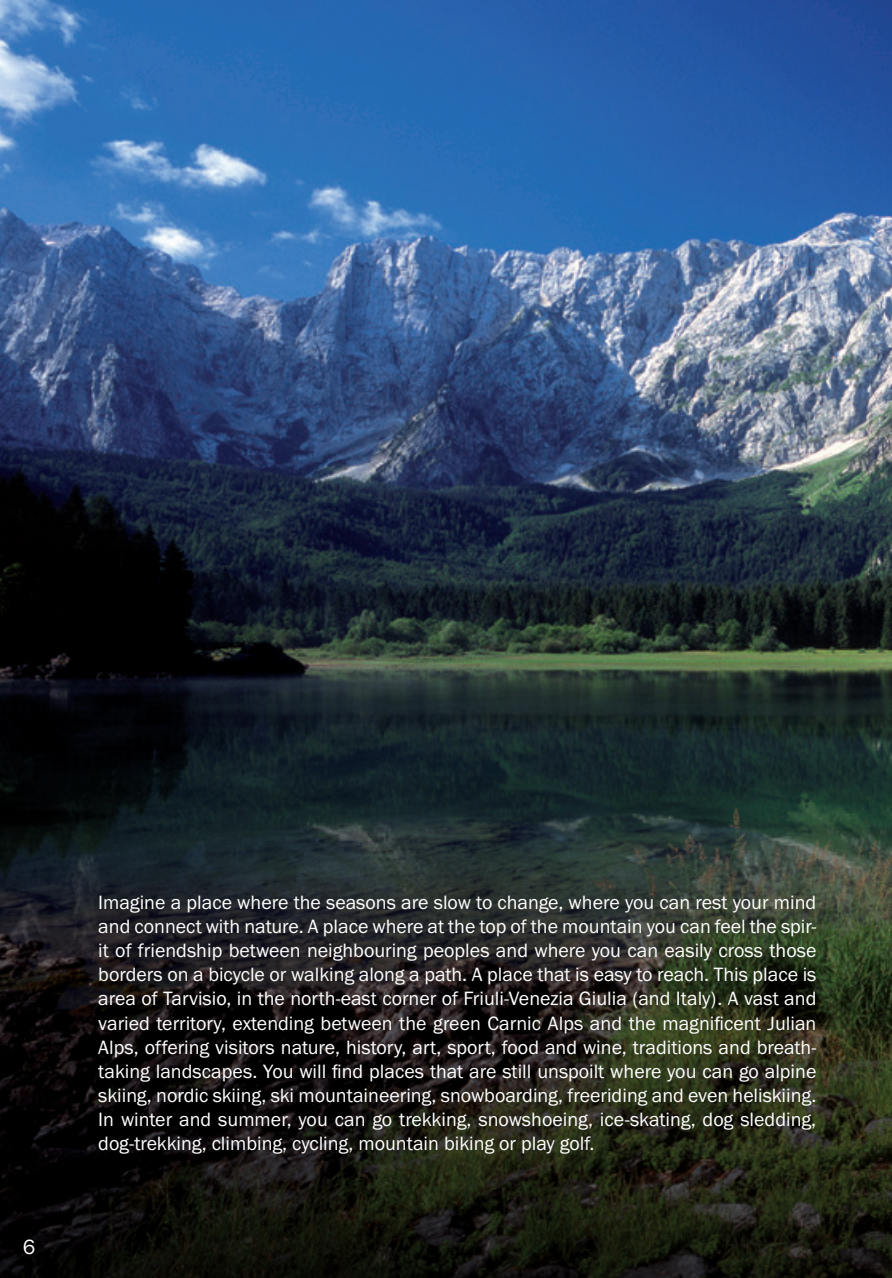 Imagine a place where the seasons are slow to change, where you can rest your mind
and connect with nature. A place where at the top of the mountain you can feel the spir-
it of friendship between neighbouring peoples and where you can easily cross those
borders on a bicycle or walking along a path. A place that is easy to reach. This place is
area of Tarvisio, in the north-east corner of Friuli-Venezia Giulia (and Italy). A vast and
varied territory, extending between the green Carnic Alps and the magnificent Julian
Alps, offering visitors nature, history, art, sport, food and wine, traditions and breath-
taking landscapes. You will find places that are still unspoilt where you can go alpine
skiing, nordic skiing, ski mountaineering, snowboarding, freeriding and even heliskiing.
In winter and summer, you can go trekking, snowshoeing, ice-skating, dog sledding,
dog-trekking, climbing, cycling, mountain biking or play golf.
6